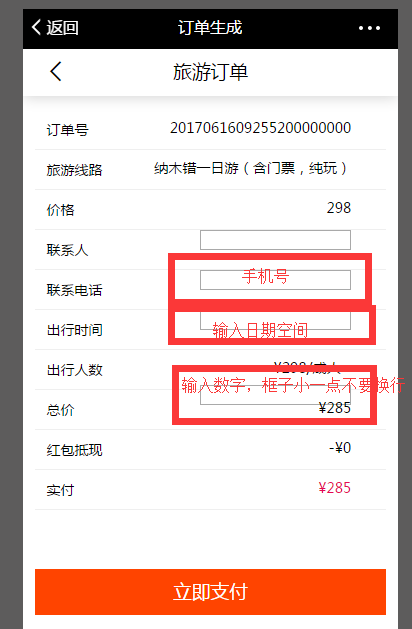 返回 订单生成
旅游订单
订单号 2017061609255200000000
旅游线路 纳木错一日游（含门票，纯玩）
价格 298
联系人
联系电话 手机号
出行时间 输入日期空间
出行人数 ¥298/成人
输入数字，框子小一点不要换行
总价 ¥285
红包抵现 -¥0
实付 ¥285
立即支付